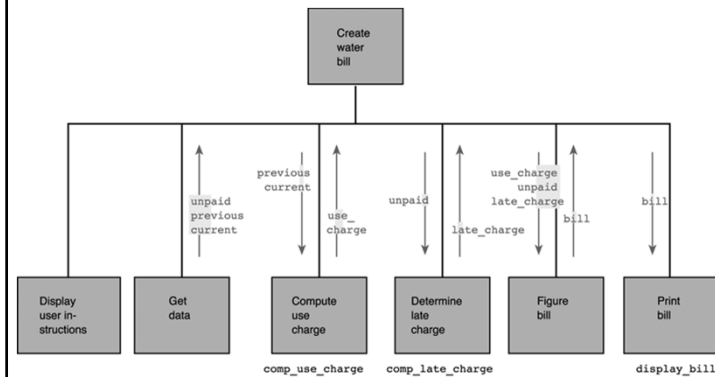 Create
water
bill
unpaid
previous
current
previous
current
use_
charge
unpaid
late_charge
use_charge
unpaid
late_charge
bill
bill
Display
user in-
structions
Get
data
Compute
use
charge
Determine
late
charge
Figure
bill
Print
bill
comp_use_charge
comp_late_charge
display_bill